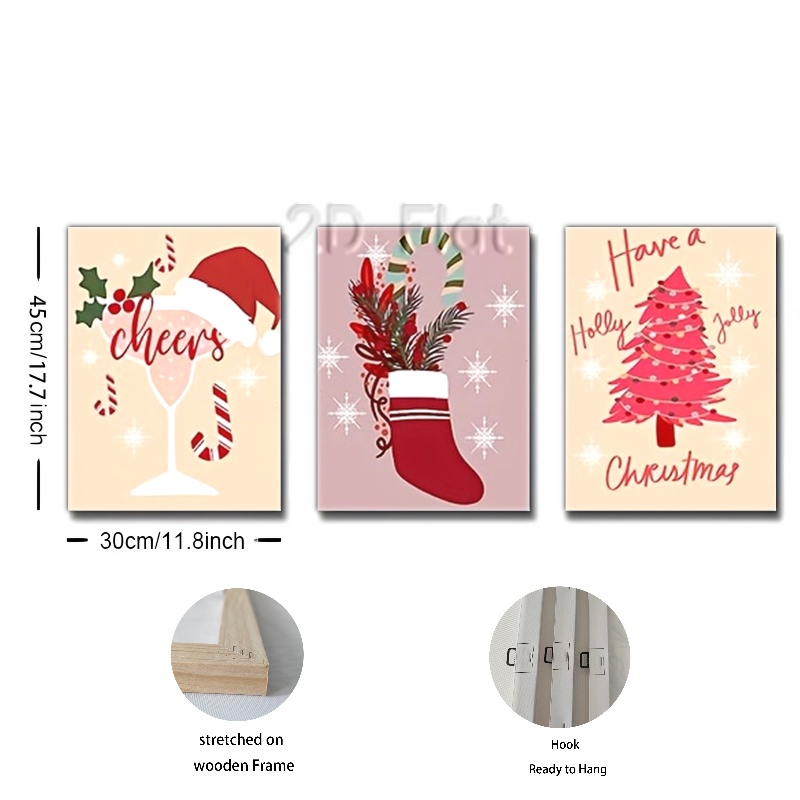 2D_Flat
cheers
Have a
Holly
Jolly
Christmas
45cm/17.7inch
30cm/11.8inch
stretched on
wooden Frame
Hook
Ready to Hang